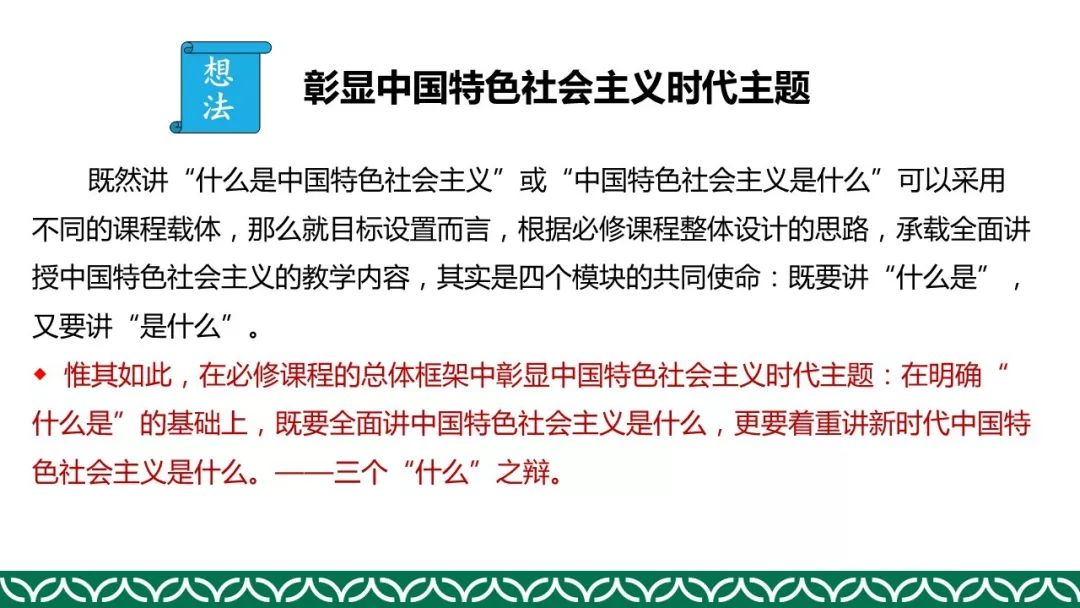 想法
彰显中国特色社会主义时代主题
既然讲“什么是中国特色社会主义”或“中国特色社会主义是什么”可以采用
不同的课程载体，那么就目标设置而言，根据必修课程整体设计的思路，承载全面讲
授中国特色社会主义的教学内容，其实是四个模块的共同使命：既要讲“什么是”，
又要讲“是什么”。
惟其如此，在必修课程的总体框架中彰显中国特色社会主义时代主题：在明确“
什么是”的基础上，既要全面讲中国特色社会主义是什么，更要着重讲新时代中国特
色社会主义是什么。——三个“什么”之辩。